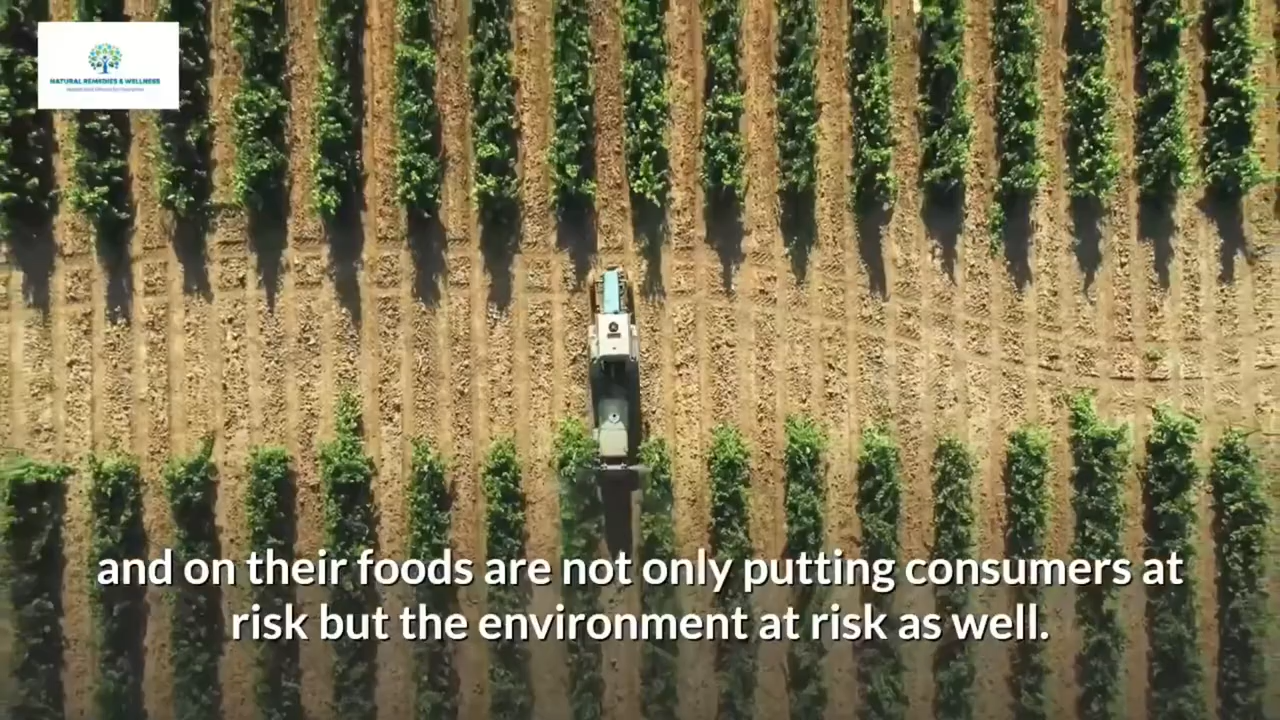 NATURAL REMEDIES & WELLNESS
and on their foods are not only putting consumers at
risk but the environment at risk as well.